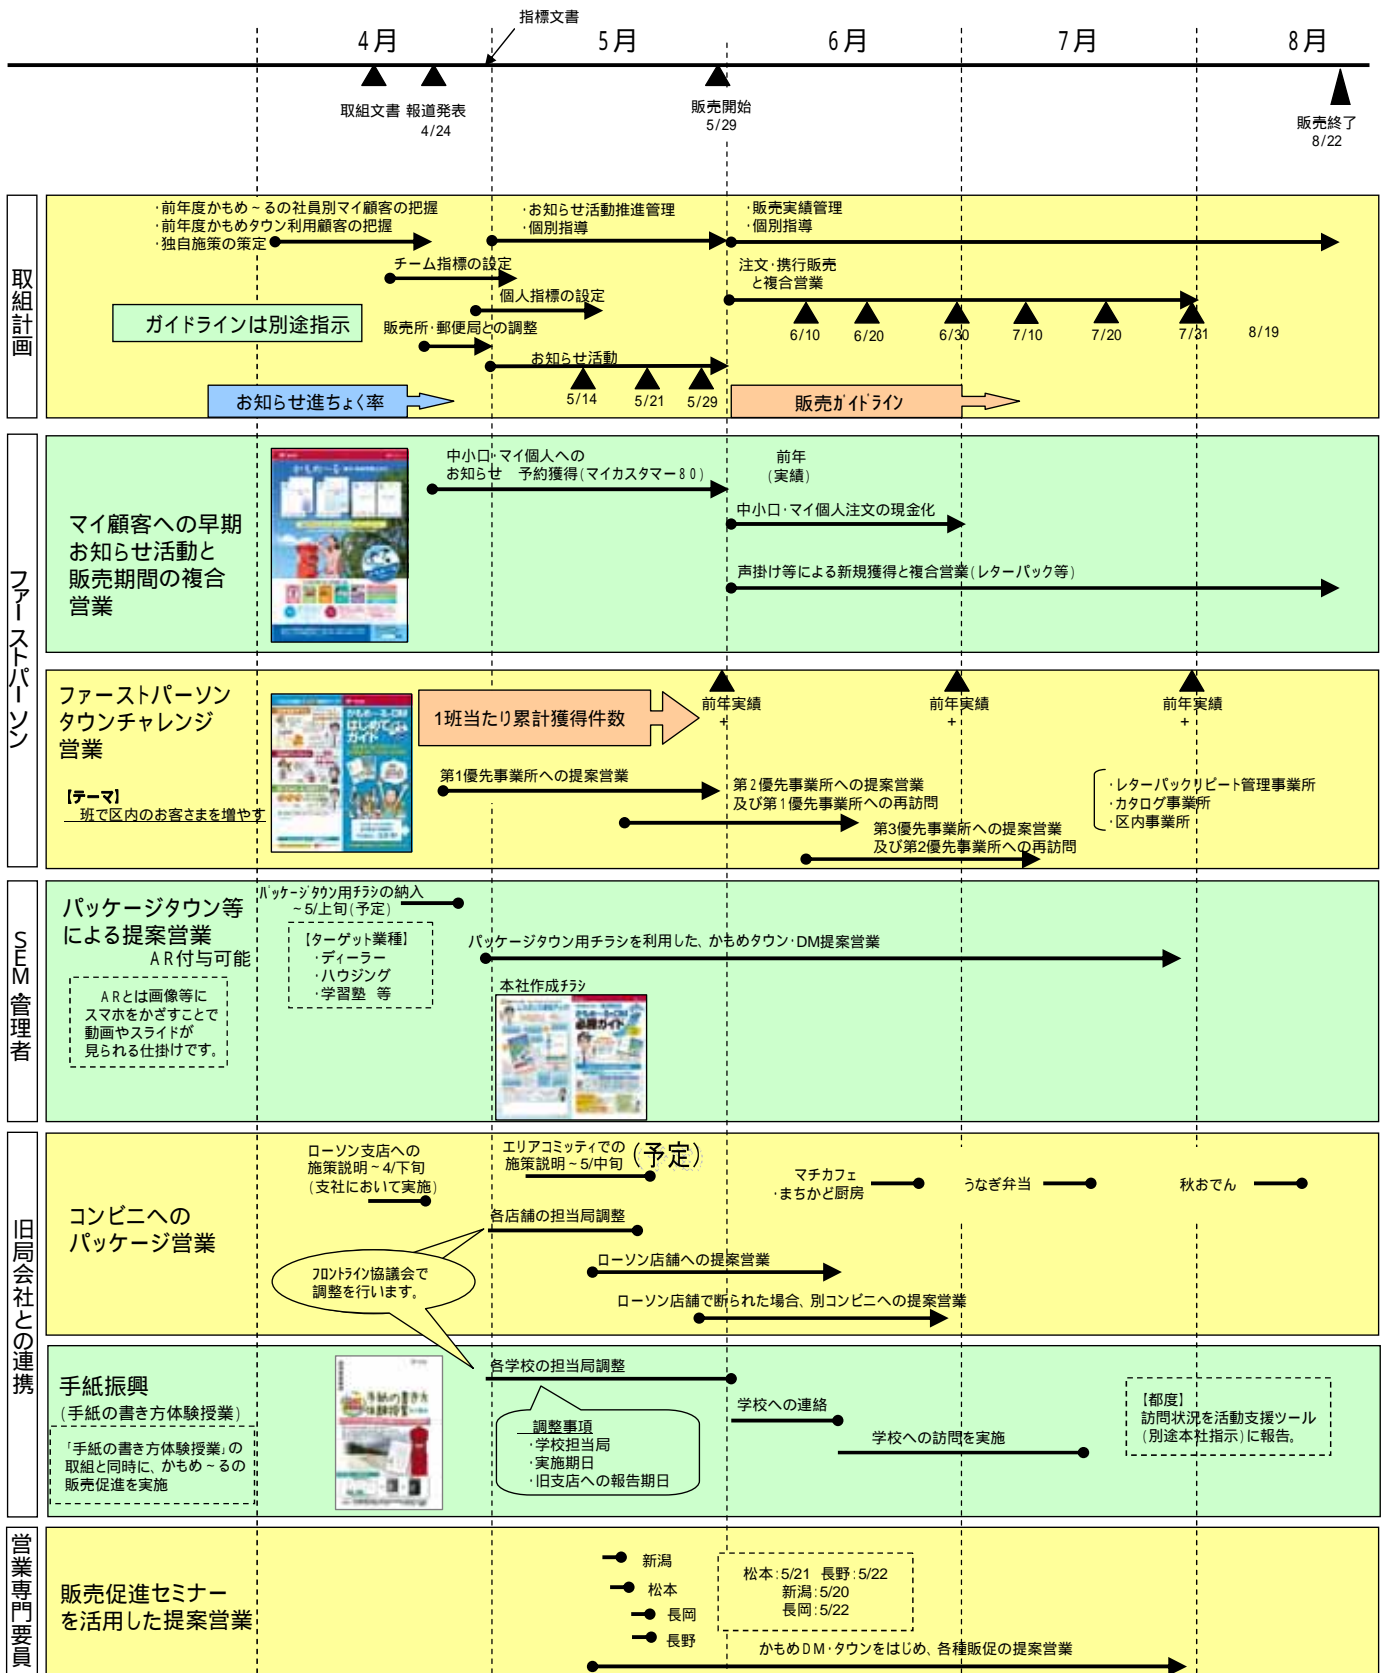 指標文書
4月
5月
6月
7月
8月
取組文書
報道発表
4/24
販売開始
5/29
販売終了
8/22
取組計画
・前年度かもめ～るの社員別マイ顧客の把握
・前年度かもめタウン利用顧客の把握
・独自施策の策定
・お知らせ活動推進管理
・個別指導
・販売実績管理
・個別指導
チーム指標の設定
注文・携行販売
と複合営業
個人指標の設定
ガイドラインは別途指示
販売所・郵便局との調整
6/10
6/20
6/30
7/10
7/20
7/31
8/19
お知らせ活動
5/14
5/21
5/29
お知らせ進ちょく率
販売ガイドライン
ファーストパーソン
マイ顧客への早期
お知らせ活動と
販売期間の複合
営業
かもめ～る
中小口・マイ個人への
お知らせ　予約獲得(マイカスタマー80)
前年
(実績)
中小口・マイ個人注文の現金化
声掛け等による新規獲得と複合営業(レターパック等)
ファーストパーソン
タウンチャレンジ
営業
【テーマ】
班で区内のお客さまを増やす
かもめ～る・DM
はじめて
ガイド
1班当たり累計獲得件数
前年実績
+
前年実績
+
前年実績
+
第1優先事業所への提案営業
第2優先事業所への提案営業
及び第1優先事業所への再訪問
第3優先事業所への提案営業
及び第2優先事業所への再訪問
・レターパックリピート管理事業所
・カタログ事業所
・区内事業所
SEM・管理者
パッケージタウン等
による提案営業
AR付与可能
ARとは画像等に
スマホをかざすことで
動画やスライドが
見られる仕掛けです。
パッケージタウン用チラシの納入
～5/上旬(予定)
【ターゲット業種】
・ディーラー
・ハウジング
・学習塾　等
パッケージタウン用チラシを利用した、かもめタウン・DM提案営業
本社作成チラシ
かもめ～る・DM
必勝ガイド
旧局会社との連携
コンビニへの
パッケージ営業
ローソン支店への
施策説明～4/下旬
(支社において実施)
エリアコミッティでの
施策説明～5/中旬
(予定)
マチカフェ
・まちかど厨房
うなぎ弁当
秋おでん
各店舗の担当局調整
フロントライン協議会で
調整を行います。
ローソン店舗への提案営業
ローソン店舗で断られた場合、別コンビニへの提案営業
手紙振興
(手紙の書き方体験授業)
「手紙の書き方体験授業」の
取組と同時に、かもめ～るの
販売促進を実施
手紙の書き方
体験授業
各学校の担当局調整
調整事項
・学校担当局
・実施期日
・旧支店への報告期日
学校への連絡
学校への訪問を実施
【都度】
訪問状況を活動支援ツール
(別途本社指示)に報告。
営業専門要員
販売促進セミナー
を活用した提案営業
新潟
松本
長岡
長野
松本:5/21 長野:5/22
新潟:5/20
長岡:5/22
かもめDM・タウンをはじめ、各種販促の提案営業